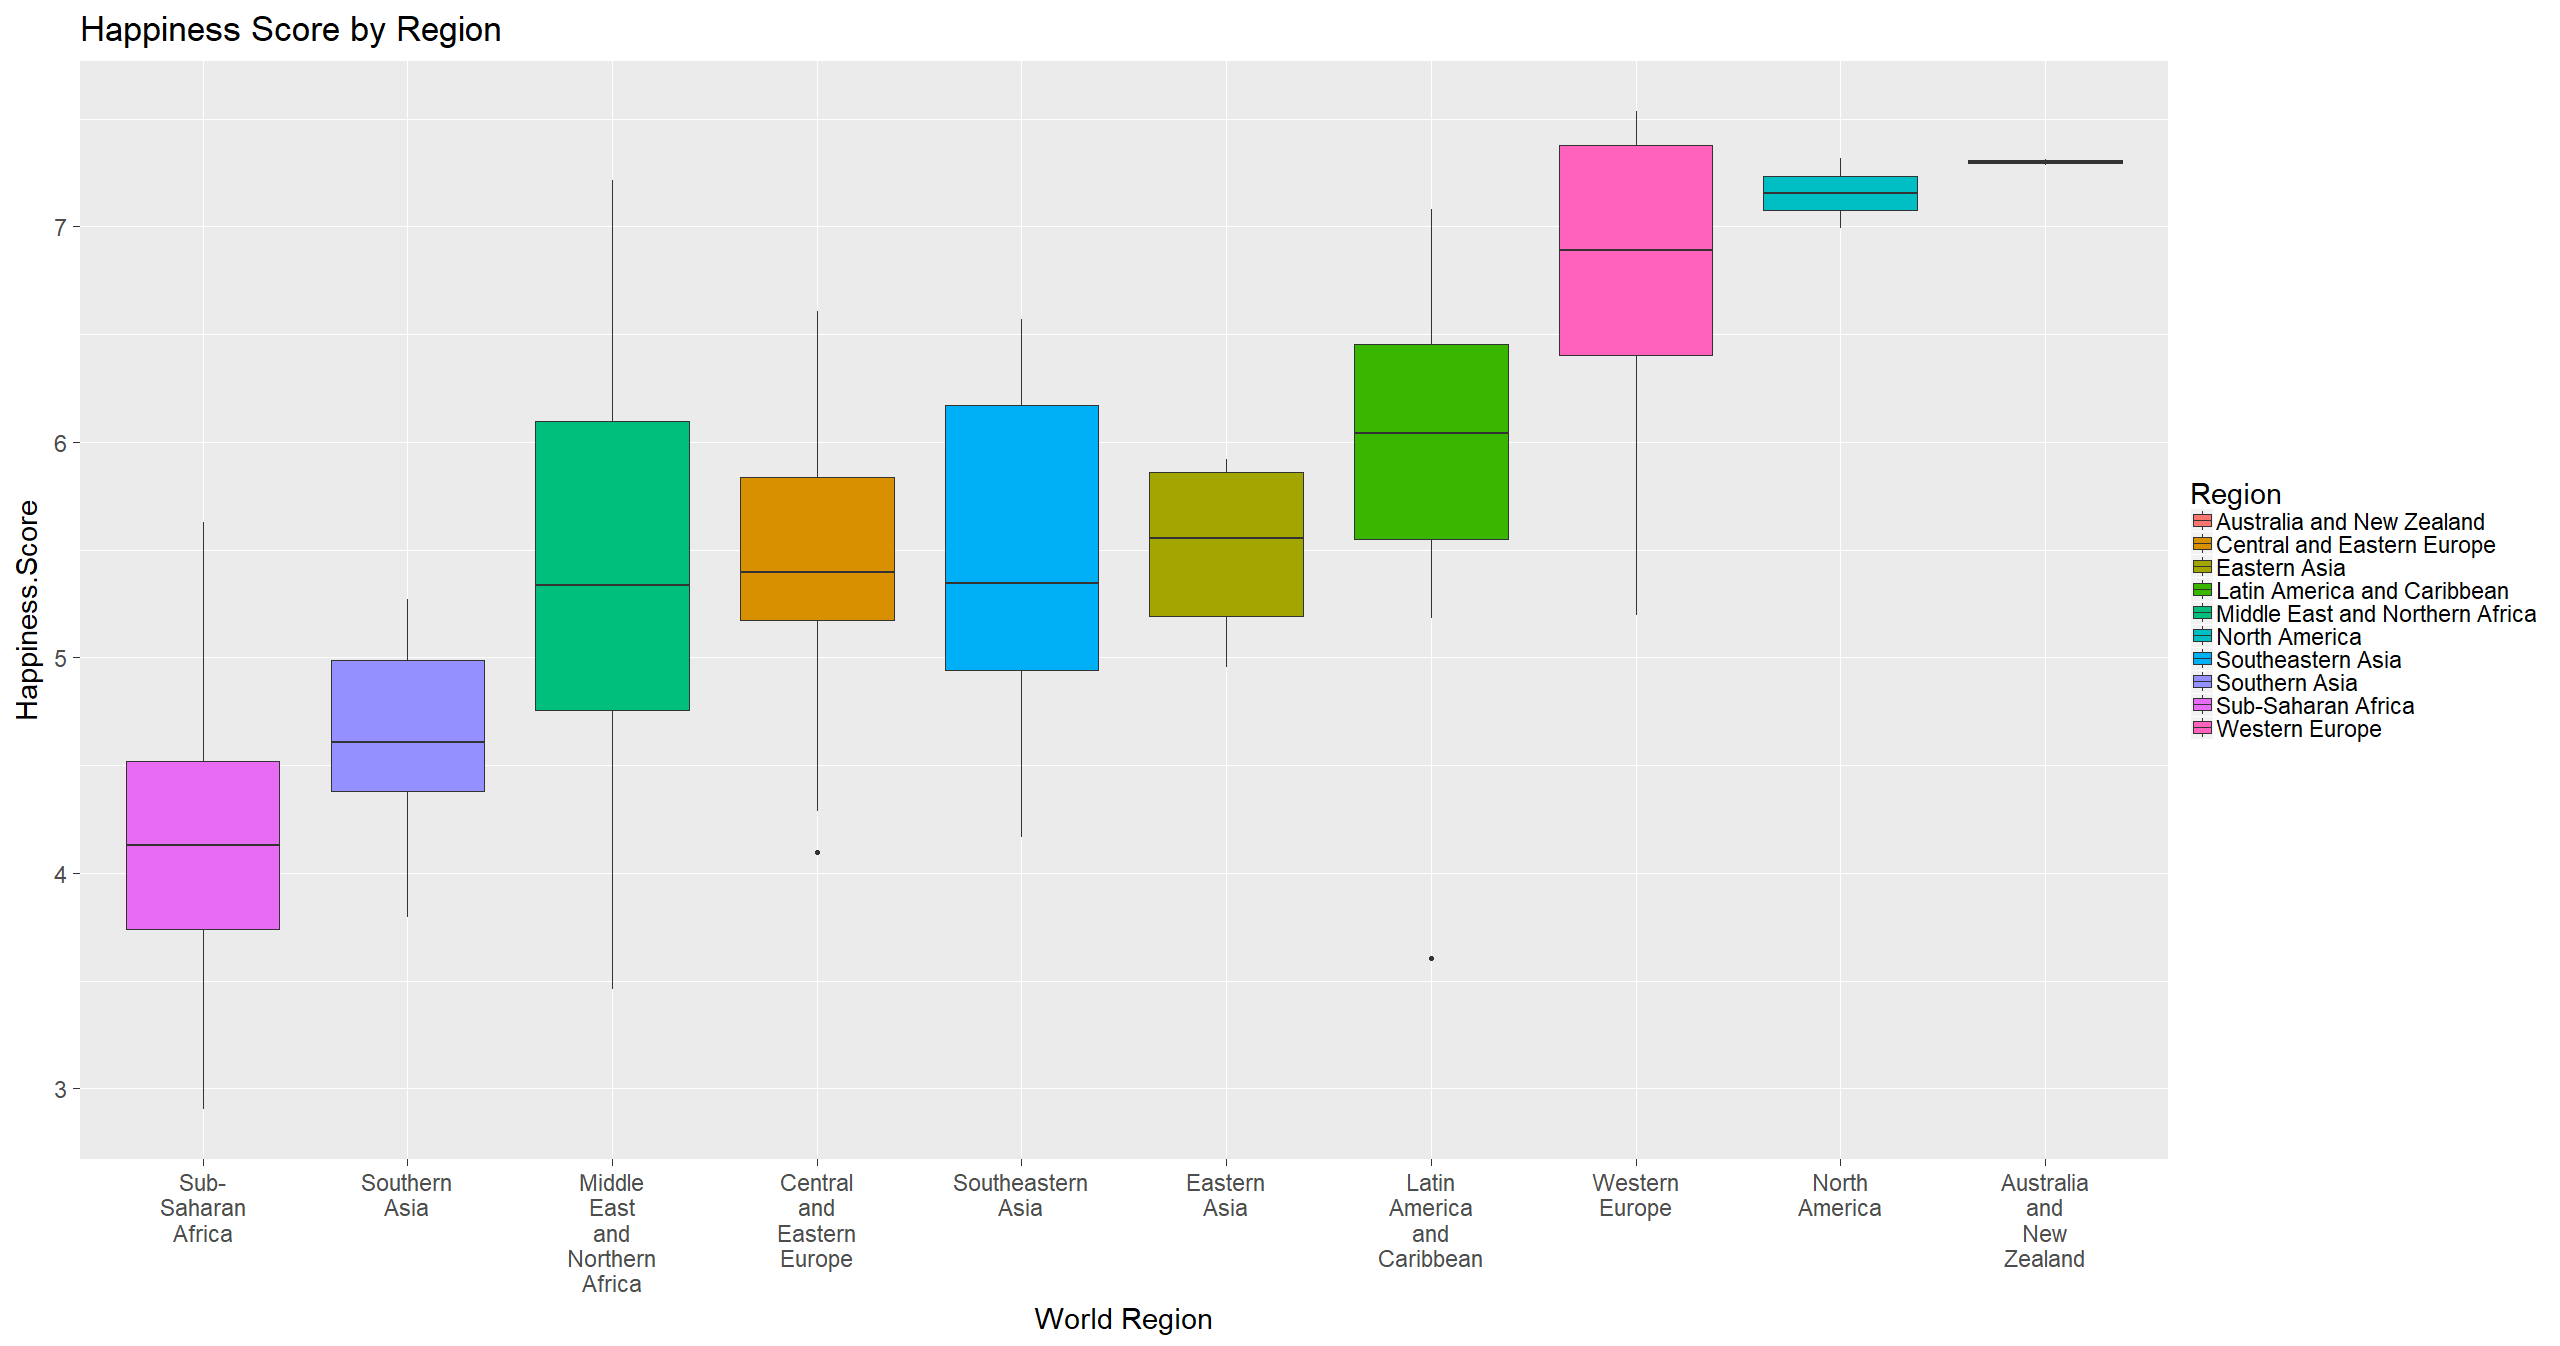 Happiness Score by Region
Happiness.Score
7
6
5
4
3
Sub-
Saharan
Africa
Southern
Asia
Middle
East
and
Northern
Africa
Central
and
Eastern
Europe
Southeastern
Asia
Eastern
Asia
Latin
America
and
Caribbean
Western
Europe
North
America
Australia
and
New
Zealand
World Region
Region
Australia and New Zealand
Central and Eastern Europe
Eastern Asia
Latin America and Caribbean
Middle East and Northern Africa
North America
Southeastern Asia
Southern Asia
Sub-Saharan Africa
Western Europe